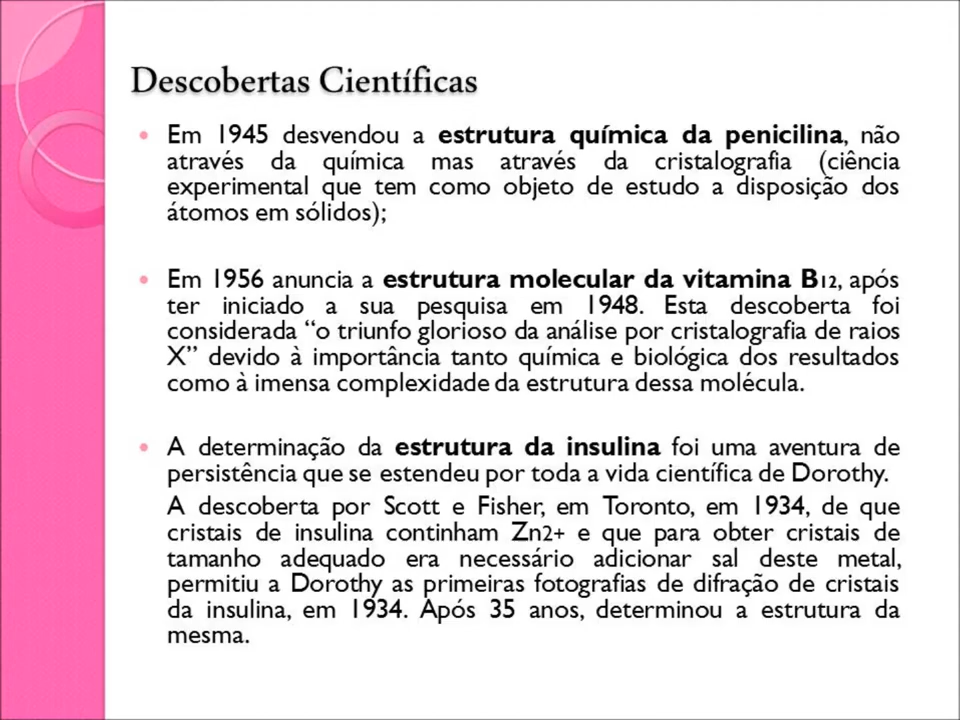 Descobertas Científicas
• Em 1945 desvendou a estrutura química da penicilina, não
através da química mas através da cristalografia (ciência
experimental que tem como objeto de estudo a disposição dos
átomos em sólidos);
• Em 1956 anuncia a estrutura molecular da vitamina B12, após
ter iniciado a sua pesquisa em 1948. Esta descoberta foi
considerada “o triunfo glorioso da análise por cristalografia de raios
X” devido à importância tanto química e biológica dos resultados
como à imensa complexidade da estrutura dessa molécula.
• A determinação da estrutura da insulina foi uma aventura de
persistência que se estendeu por toda a vida científica de Dorothy.
A descoberta por Scott e Fisher, em Toronto, em 1934, de que
cristais de insulina continham Zn2+ e que para obter cristais de
tamanho adequado era necessário adicionar sal deste metal,
permitiu a Dorothy as primeiras fotografias de difração de cristais
da insulina, em 1934. Após 35 anos, determinou a estrutura da
mesma.